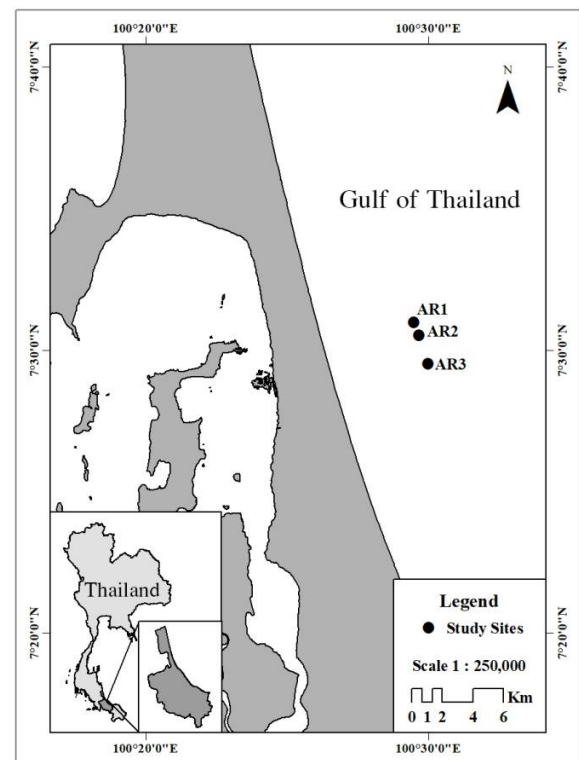 100°20'0"E 100°30'0"E
7°40'0"N 7°40'0"N
N
Gulf of Thailand
AR1
AR2
7°30'0"N 7°30'0"N
AR3
Thailand
Legend
Study Sites
7°20'0"N 7°20'0"N
Scale 1 : 250,000
Km
0 1 2 4 6
100°20'0"E 100°30'0"E